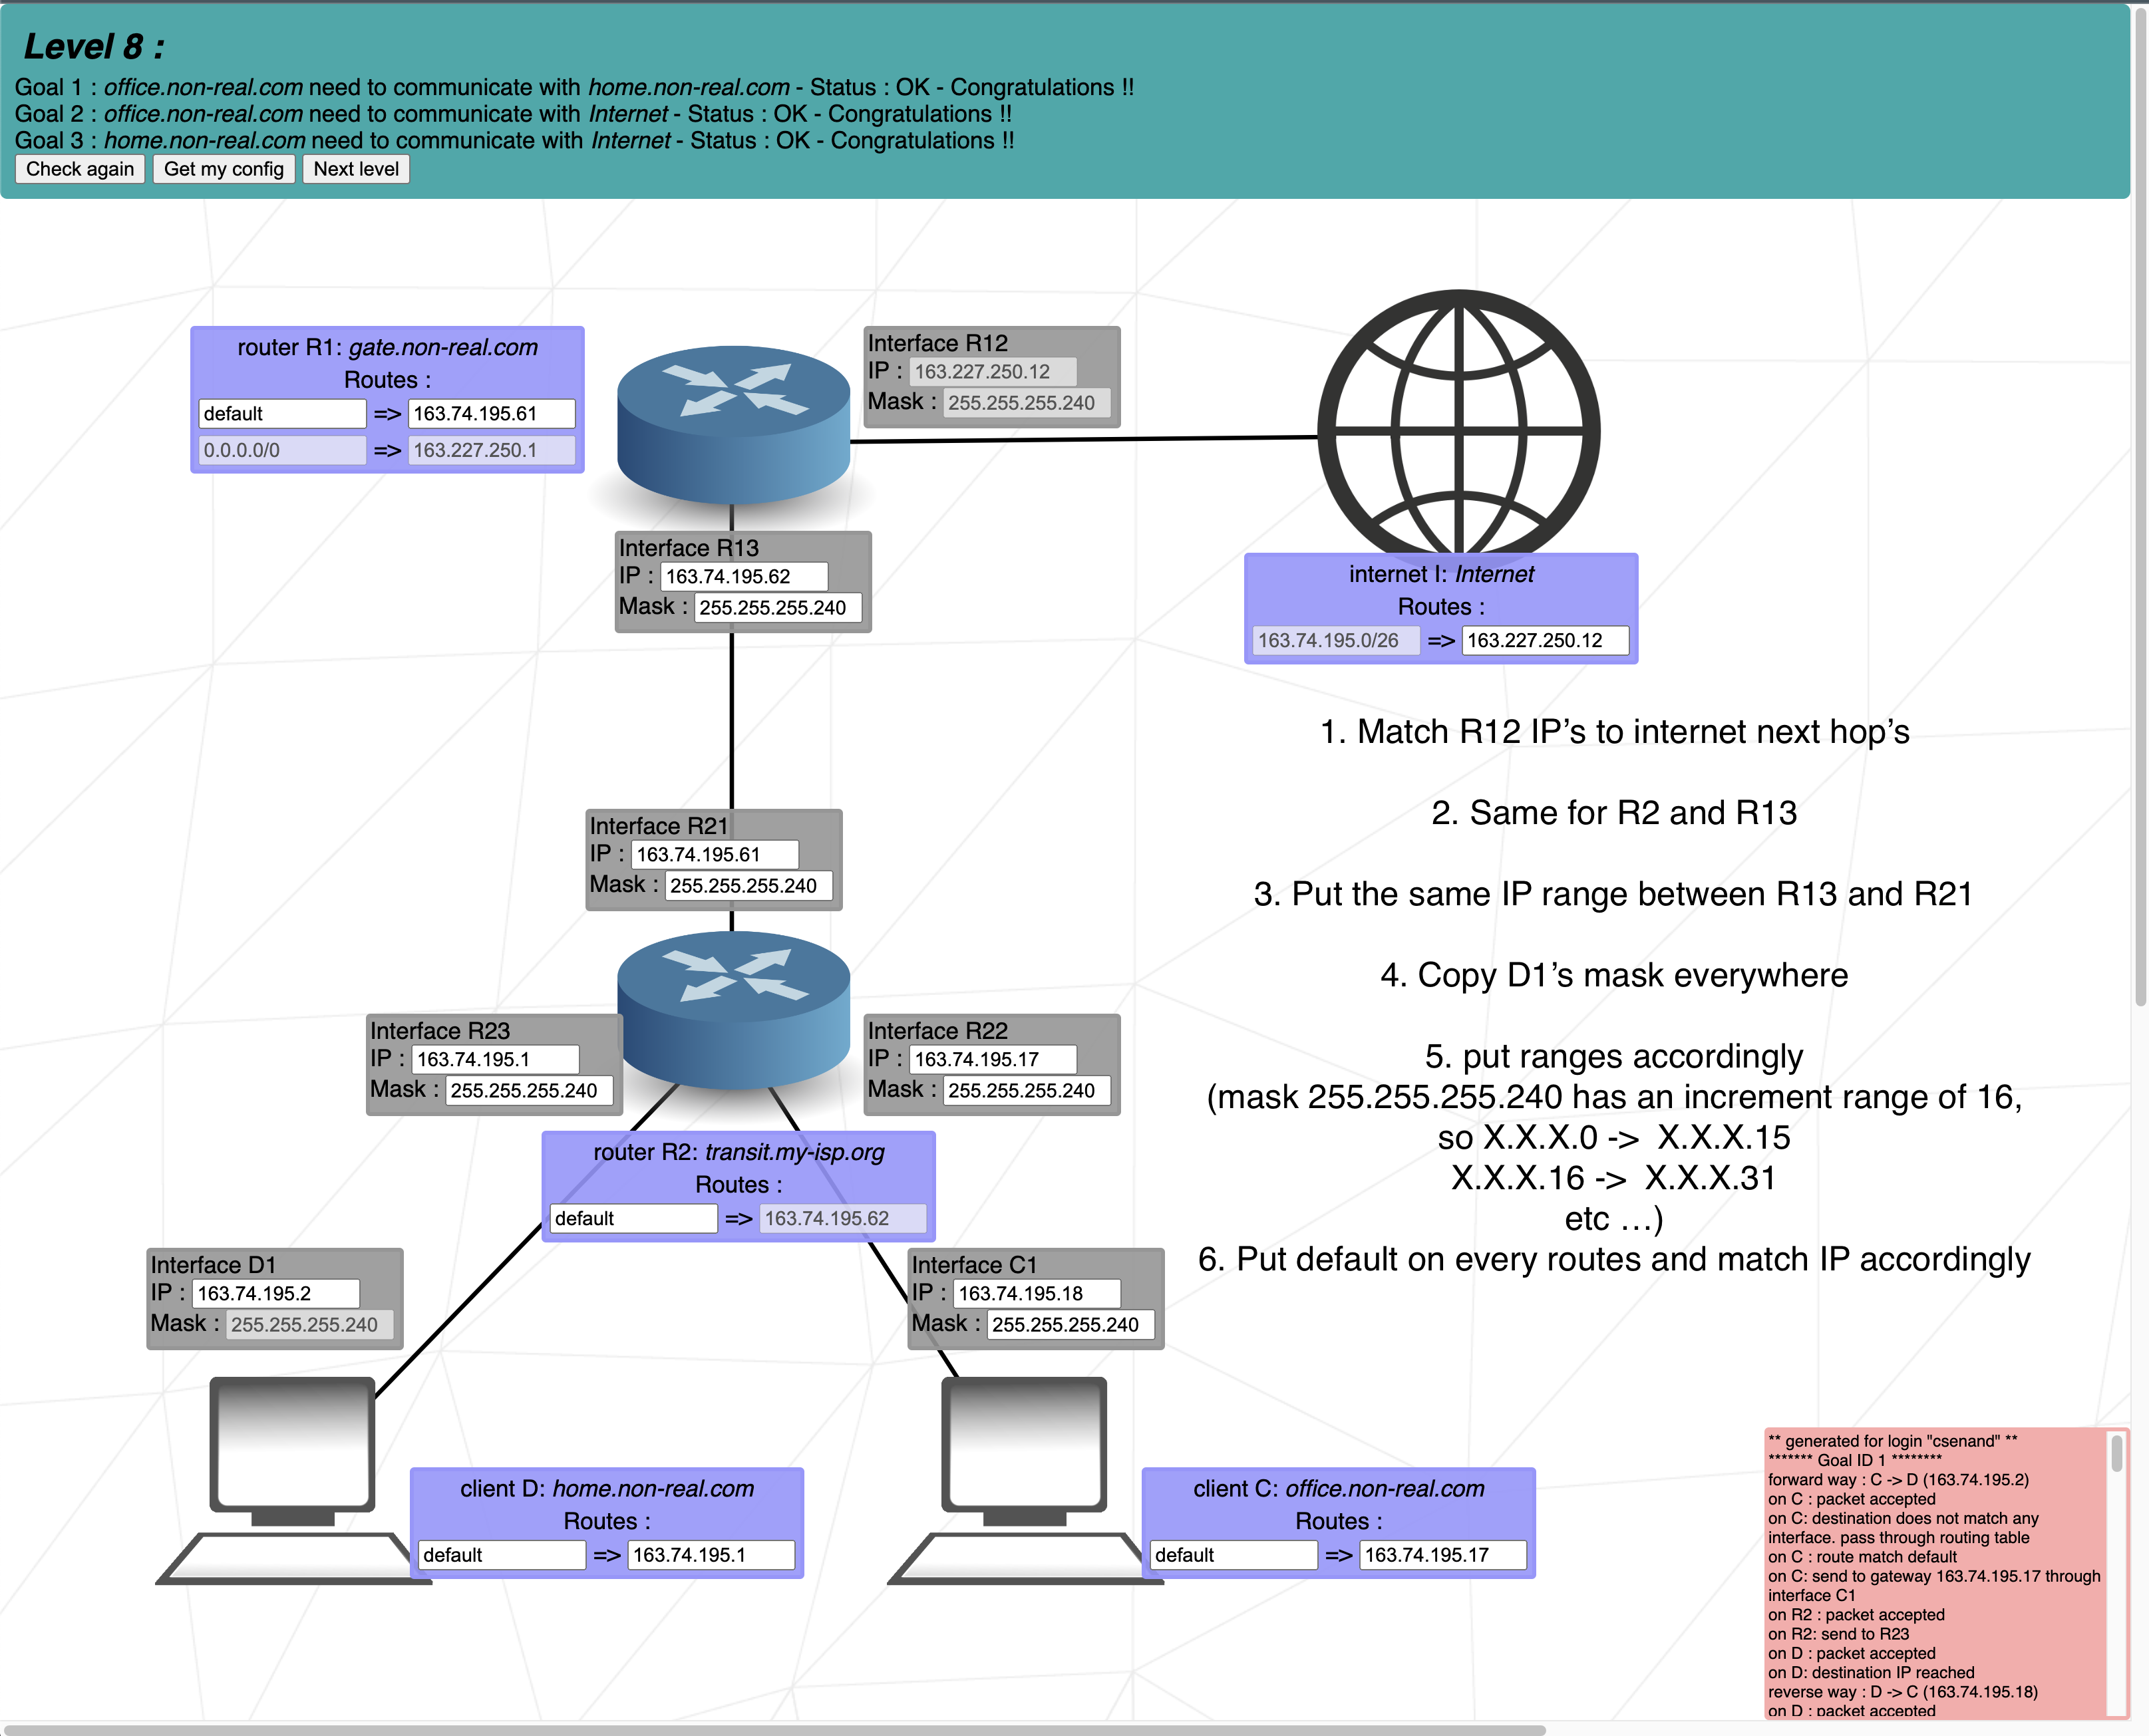 Level 8 :
Goal 1 : office.non-real.com need to communicate with home.non-real.com - Status : OK - Congratulations !!
Goal 2 : office.non-real.com need to communicate with Internet - Status : OK - Congratulations !!
Goal 3 : home.non-real.com need to communicate with Internet - Status : OK - Congratulations !!
Check again Get my config Next level
router R1: gate.non-real.com
Routes :
default => 163.74.195.61
0.0.0.0/0 => 163.227.250.1
Interface R12
IP : 163.227.250.12
Mask : 255.255.255.240
Interface R13
IP : 163.74.195.62
Mask : 255.255.255.240
internet I: Internet
Routes :
163.74.195.0/26 => 163.227.250.12
1. Match R12 IP’s to internet next hop’s
2. Same for R2 and R13
3. Put the same IP range between R13 and R21
4. Copy D1’s mask everywhere
5. put ranges accordingly
(mask 255.255.255.240 has an increment range of 16,
so X.X.X.0 -> X.X.X.15
X.X.X.16 -> X.X.X.31
etc …)
6. Put default on every routes and match IP accordingly
Interface R21
IP : 163.74.195.61
Mask : 255.255.255.240
Interface R23
IP : 163.74.195.1
Mask : 255.255.255.240
Interface R22
IP : 163.74.195.17
Mask : 255.255.255.240
router R2: transit.my-isp.org
Routes :
default => 163.74.195.62
Interface D1
IP : 163.74.195.2
Mask : 255.255.255.240
Interface C1
IP : 163.74.195.18
Mask : 255.255.255.240
client D: home.non-real.com
Routes :
default => 163.74.195.1
client C: office.non-real.com
Routes :
default => 163.74.195.17
** generated for login "csenand" **
******* Goal ID 1 ********
forward way : C -> D (163.74.195.2)
on C : packet accepted
on C: destination does not match any
interface. pass through routing table
on C : route match default
on C: send to gateway 163.74.195.17 through
interface C1
on R2 : packet accepted
on R2: send to R23
on D : packet accepted
on D: destination IP reached
reverse way : D -> C (163.74.195.18)
on D : packet accepted